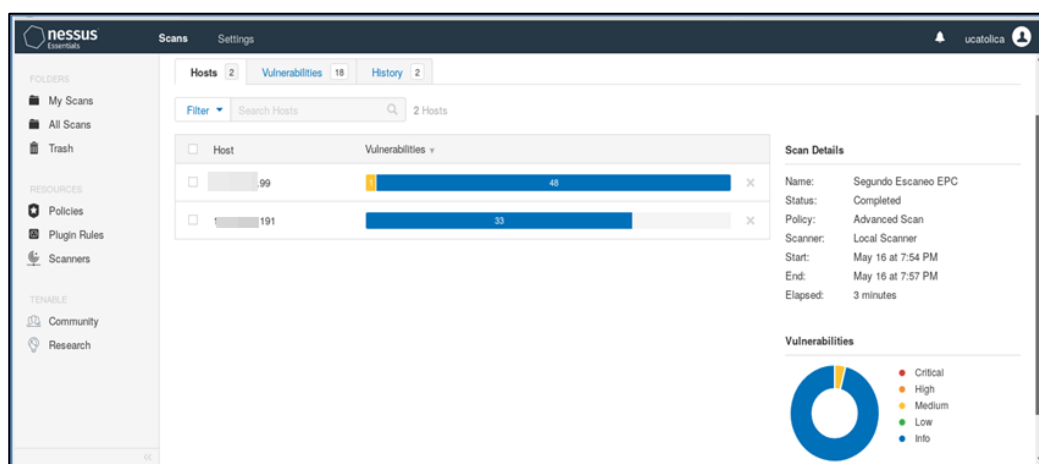 nessus Essentials Scans Settings ucatolica
Hosts 2 Vulnerabilities 18 History 2
FOLDERS
My Scans
All Scans
Trash
RESOURCES
Policies
Plugin Rules
Scanners
TENABLE
Community
Research
Filter Search Hosts 2 Hosts
Host Vulnerabilities
.99 1 48
191 33
Scan Details
Name: Segundo Escaneo EPC
Status: Completed
Policy: Advanced Scan
Scanner: Local Scanner
Start: May 16 at 7:54 PM
End: May 16 at 7:57 PM
Elapsed: 3 minutes
Vulnerabilities
Critical
High
Medium
Low
Info